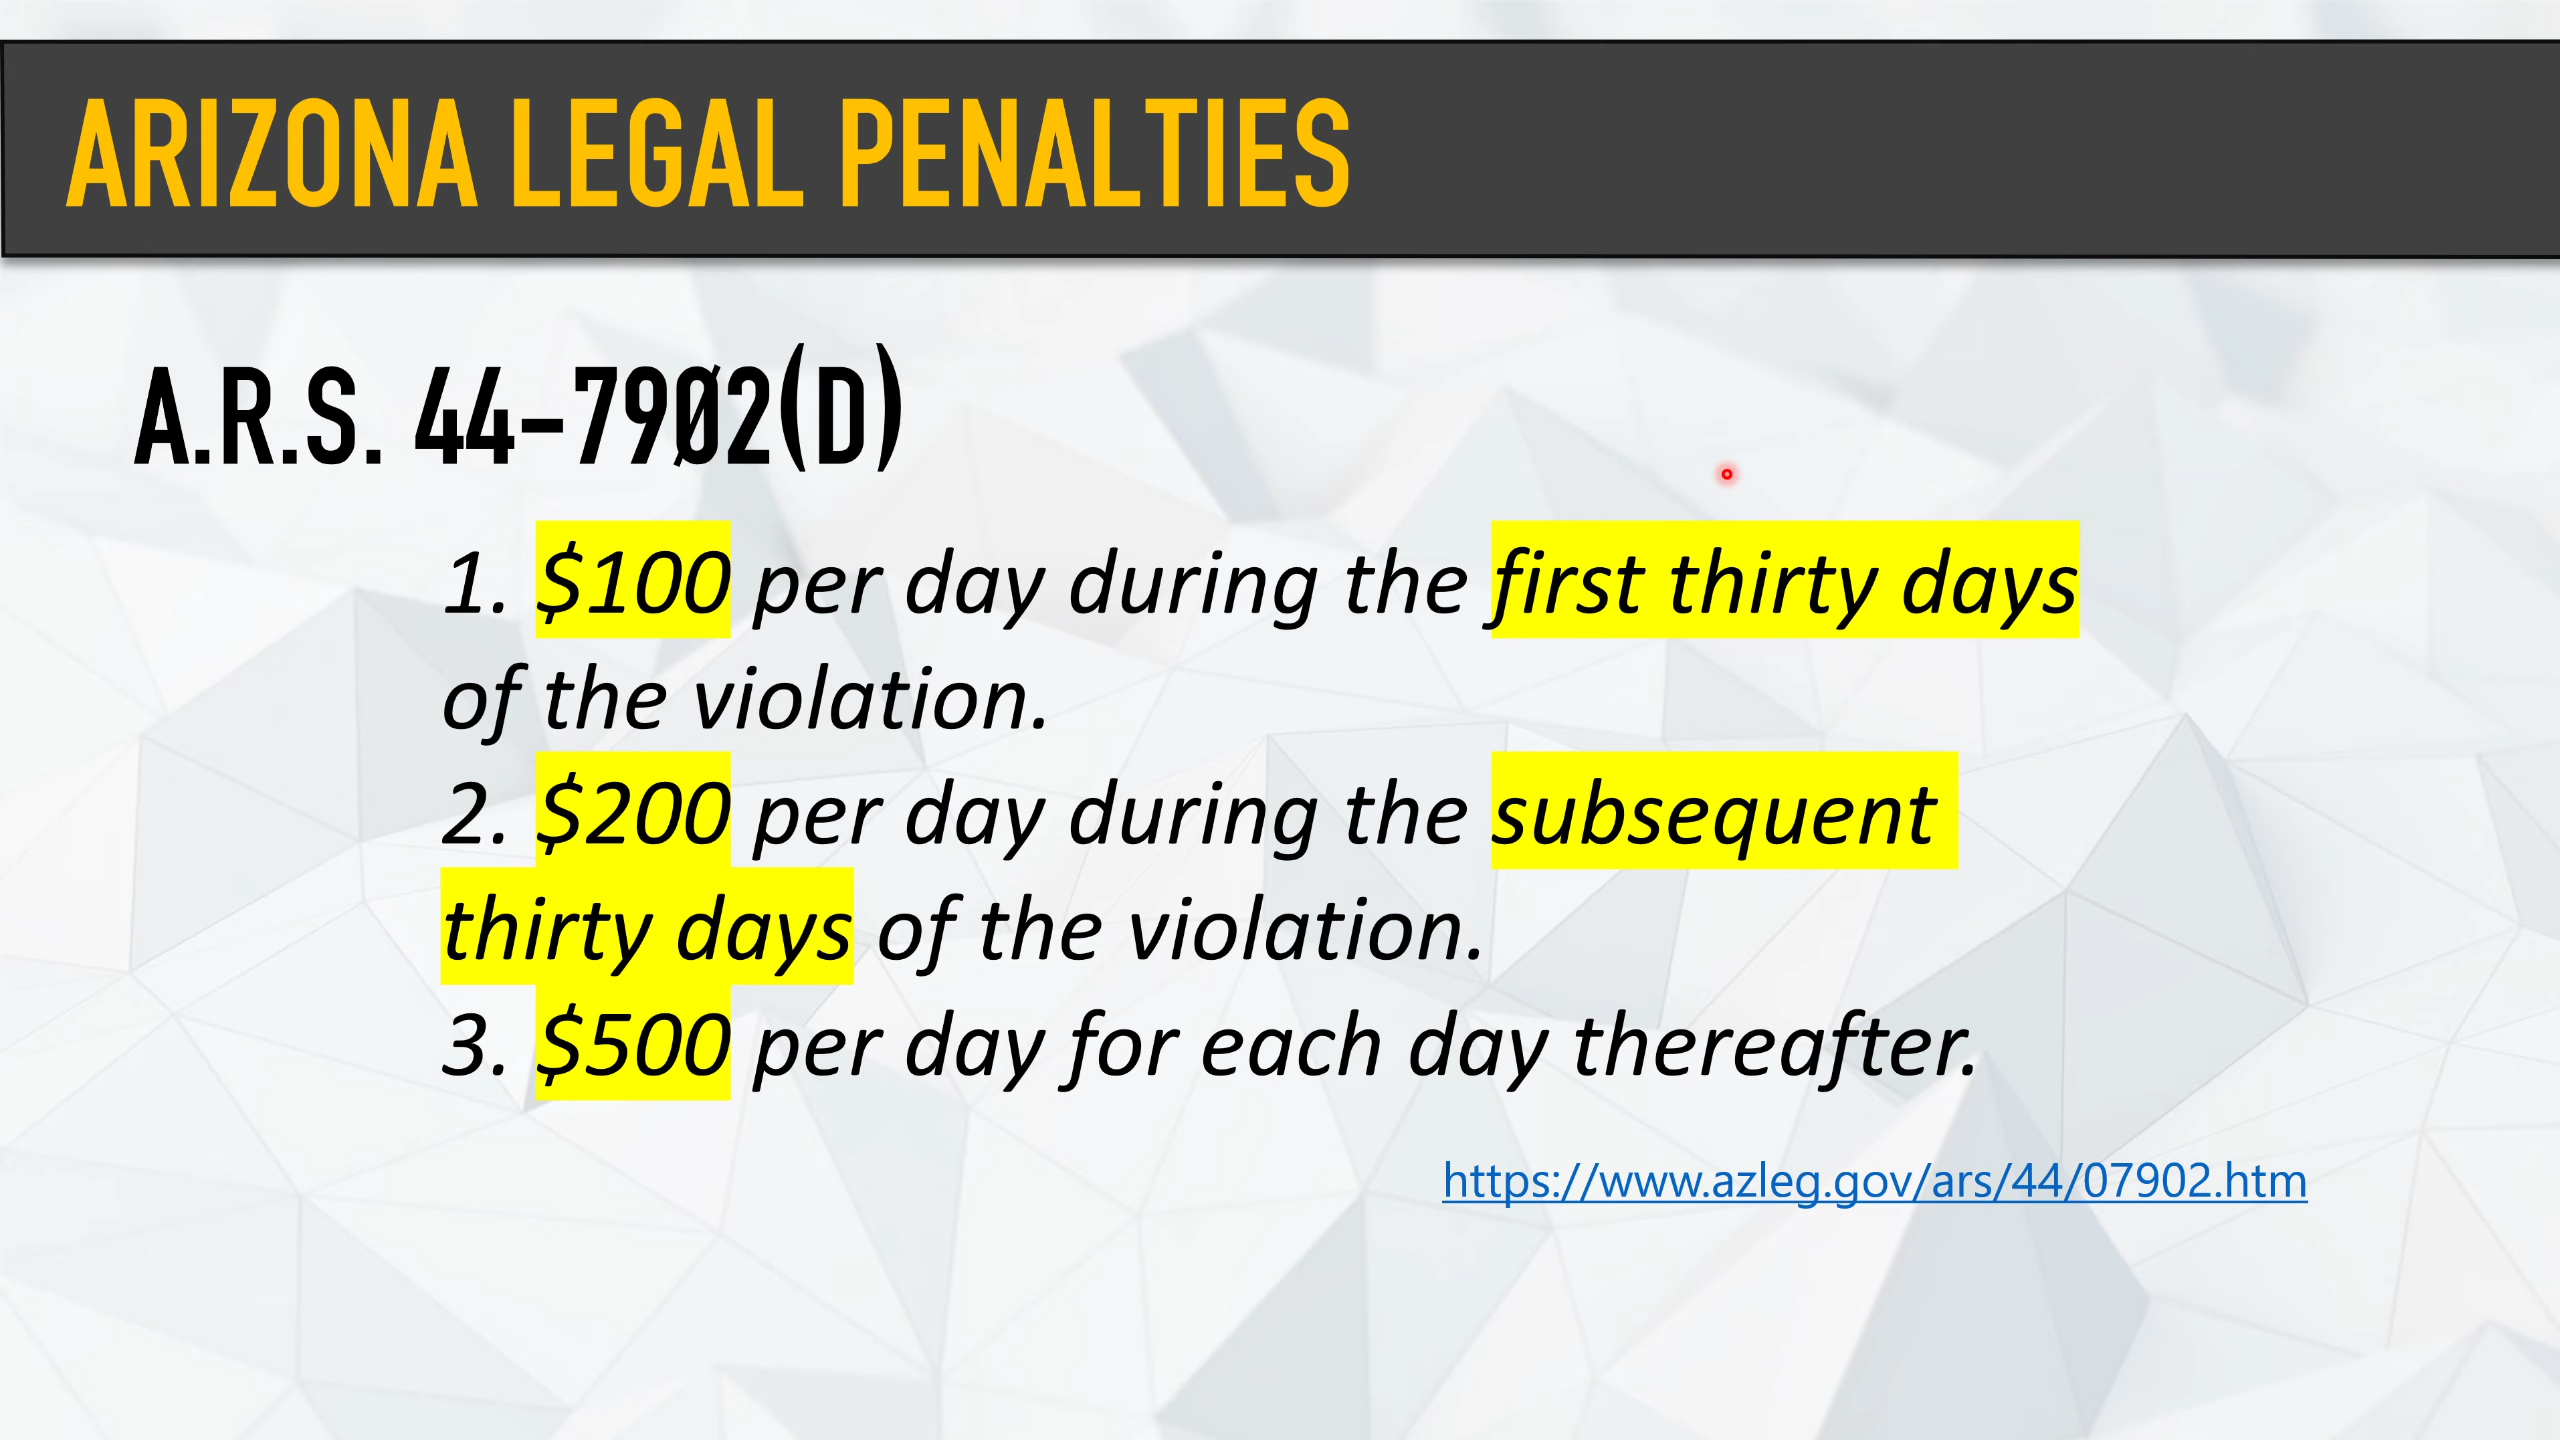 ARIZONA LEGAL PENALTIES
A.R.S. 44-7902(D)
1. $100 per day during the first thirty days
of the violation.
2. $200 per day during the subsequent
thirty days of the violation.
3. $500 per day for each day thereafter.
https://www.azleg.gov/ars/44/07902.htm